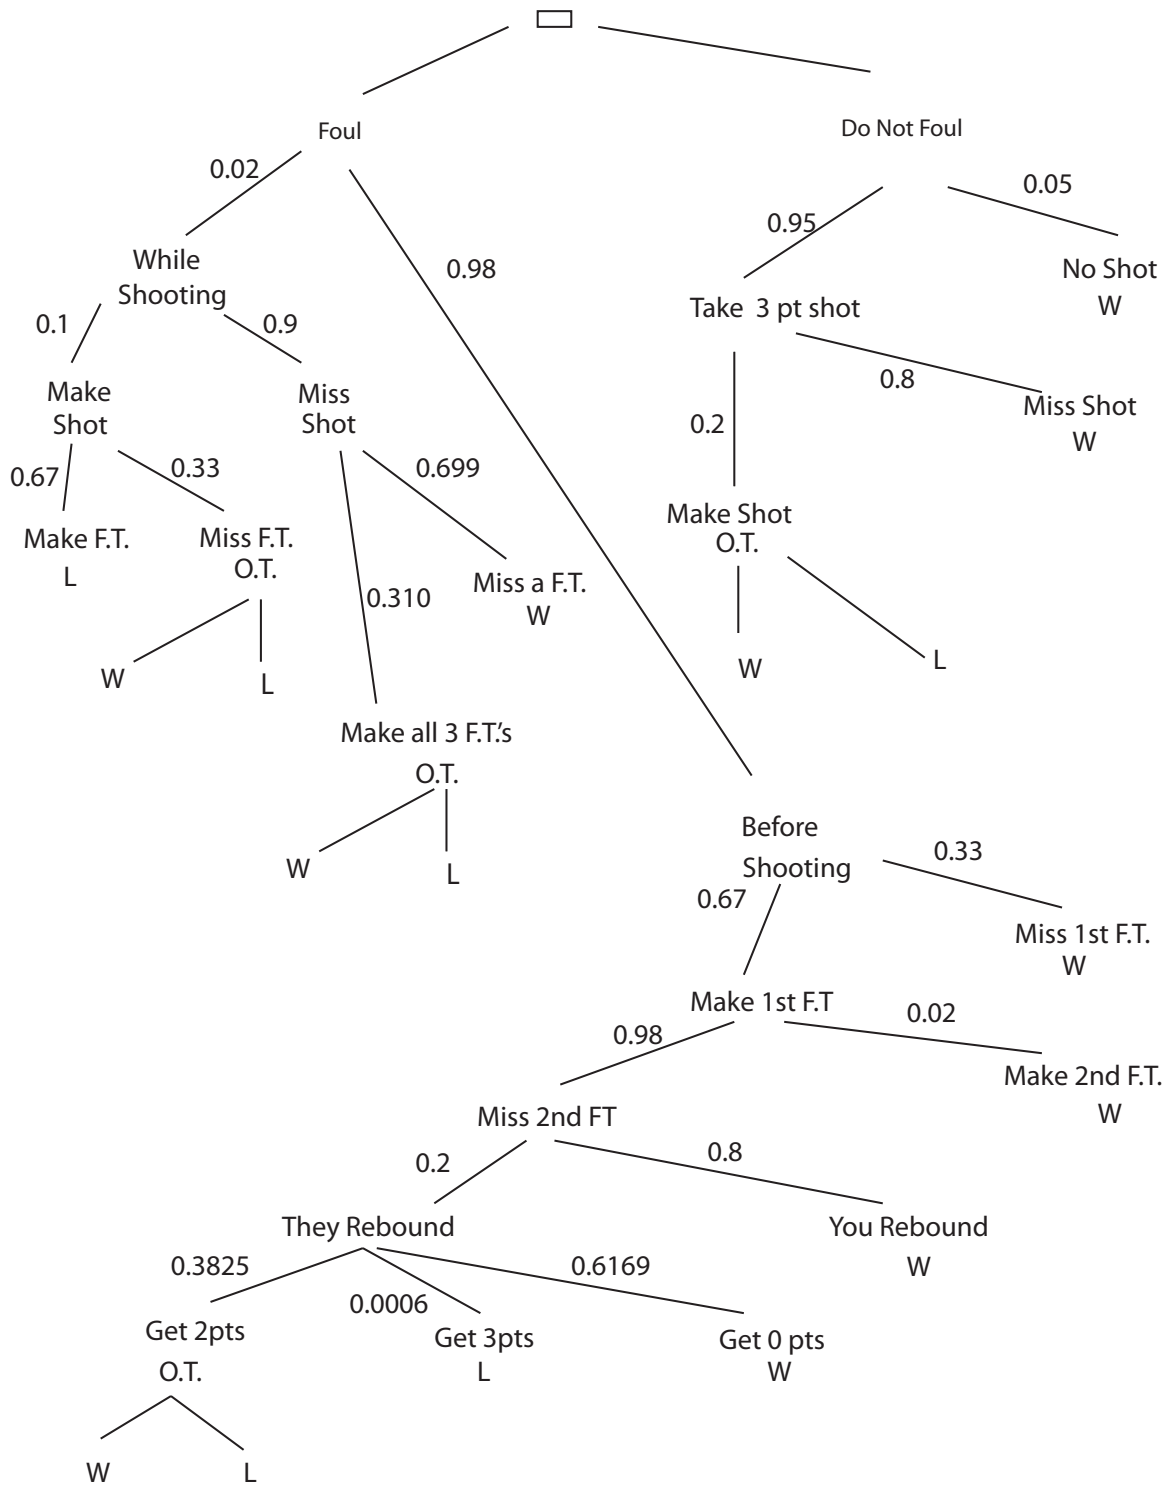 Foul
Do Not Foul
0.02
0.05
0.95
0.98
While
Shooting
No Shot
W
Take 3 pt shot
0.1
0.9
0.8
0.2
Make
Shot
Miss
Shot
Miss Shot
W
0.67
0.33
0.699
Make Shot
O.T.
Make F.T.
L
Miss F.T.
O.T.
0.310
Miss a F.T.
W
W
L
W
L
Make all 3 F.T.'s
O.T.
W
L
Before
Shooting
0.33
0.67
Miss 1st F.T.
W
Make 1st F.T
0.98
0.02
Make 2nd F.T.
W
Miss 2nd FT
0.2
0.8
They Rebound
You Rebound
W
0.3825
0.0006
0.6169
Get 2pts
O.T.
Get 3pts
L
Get 0 pts
W
W
L